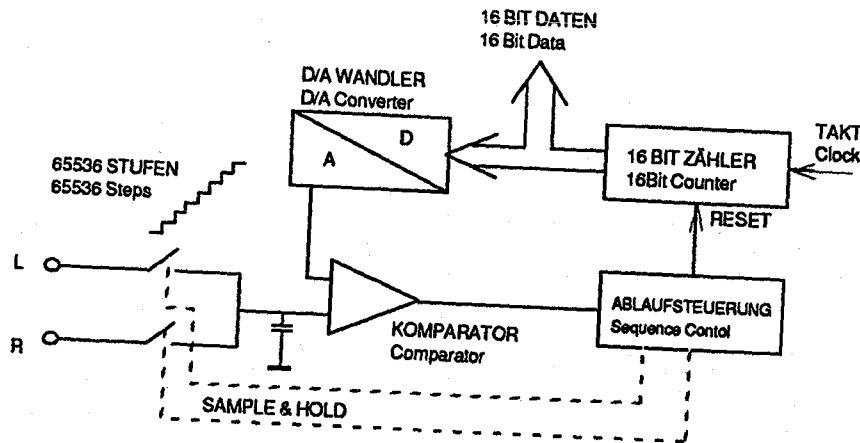 16 BIT DATEN
16 Bit Data
D/A WANDLER
D/A Converter
D
A
TAKT
Clock
16 BIT ZÄHLER
16Bit Counter
65536 STUFEN
65536 Steps
RESET
L
ABLAUFSTEUERUNG
Sequence Contol
KOMPARATOR
Comparator
R
SAMPLE & HOLD